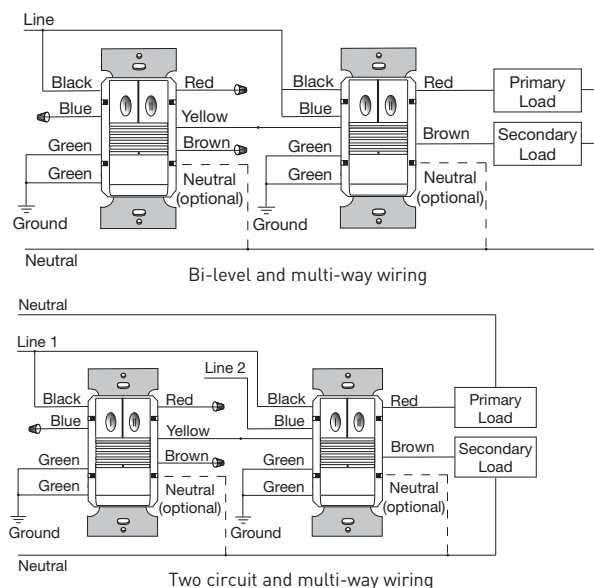 Line
Black Red Black Red Primary
Load
Blue Yellow Blue
Green Brown Green Brown Secondary
Load
Green Neutral
(optional) Green Neutral
(optional)
Ground Ground
Neutral
Bi-level and multi-way wiring
Neutral
Line 1
Line 2
Black Red Black Red Primary
Load
Blue Yellow Blue
Green Brown Green Brown Secondary
Load
Green Neutral
(optional) Green Neutral
(optional)
Ground Ground
Neutral
Two circuit and multi-way wiring